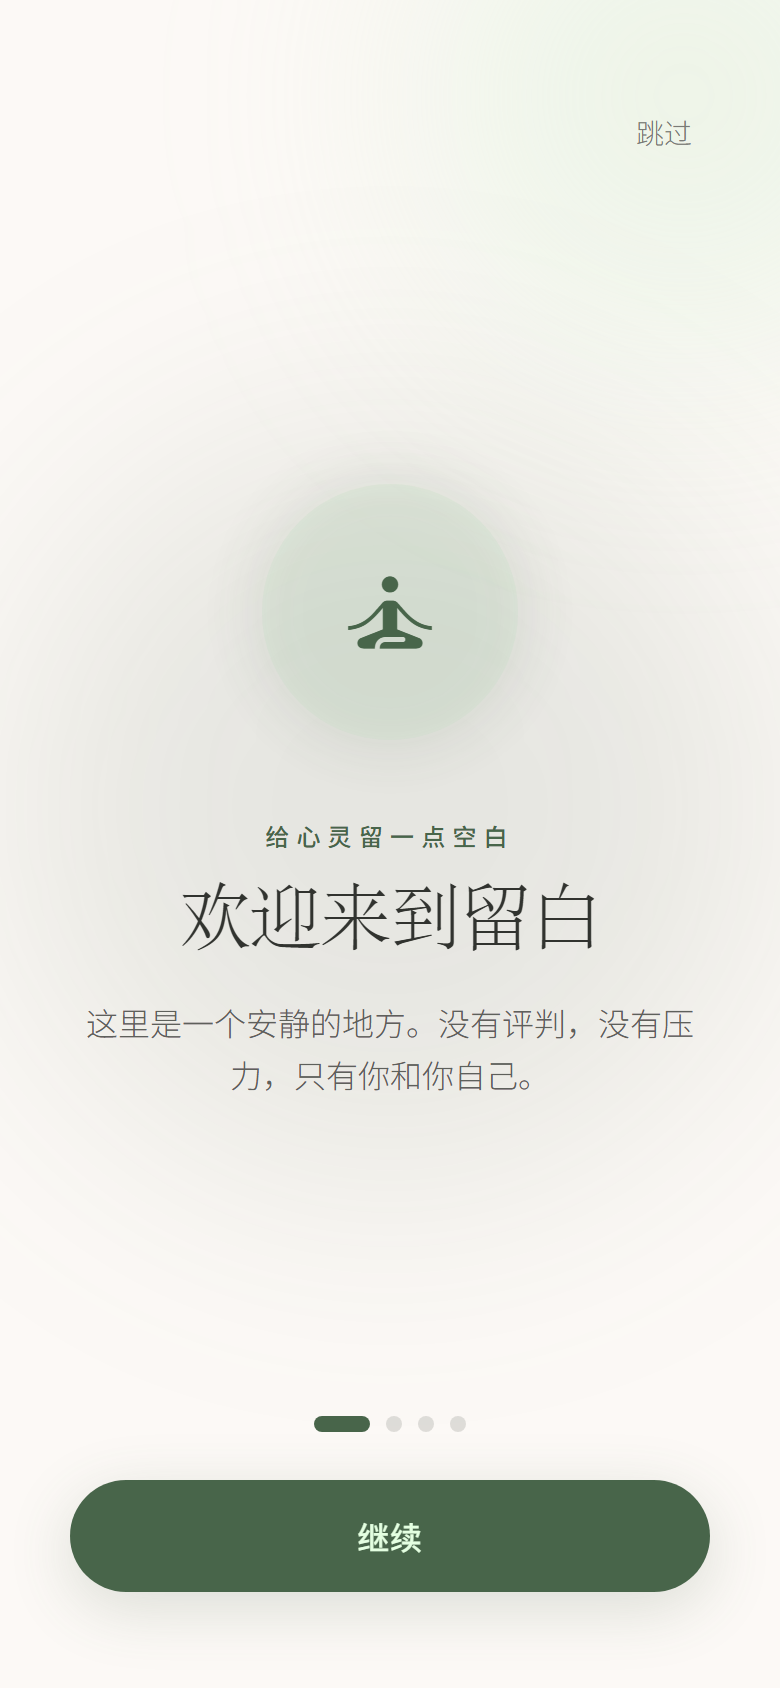 跳过
给心灵留一点空白
欢迎来到留白
这里是一个安静的地方。没有评判，没有压
力，只有你和你自己。
继续